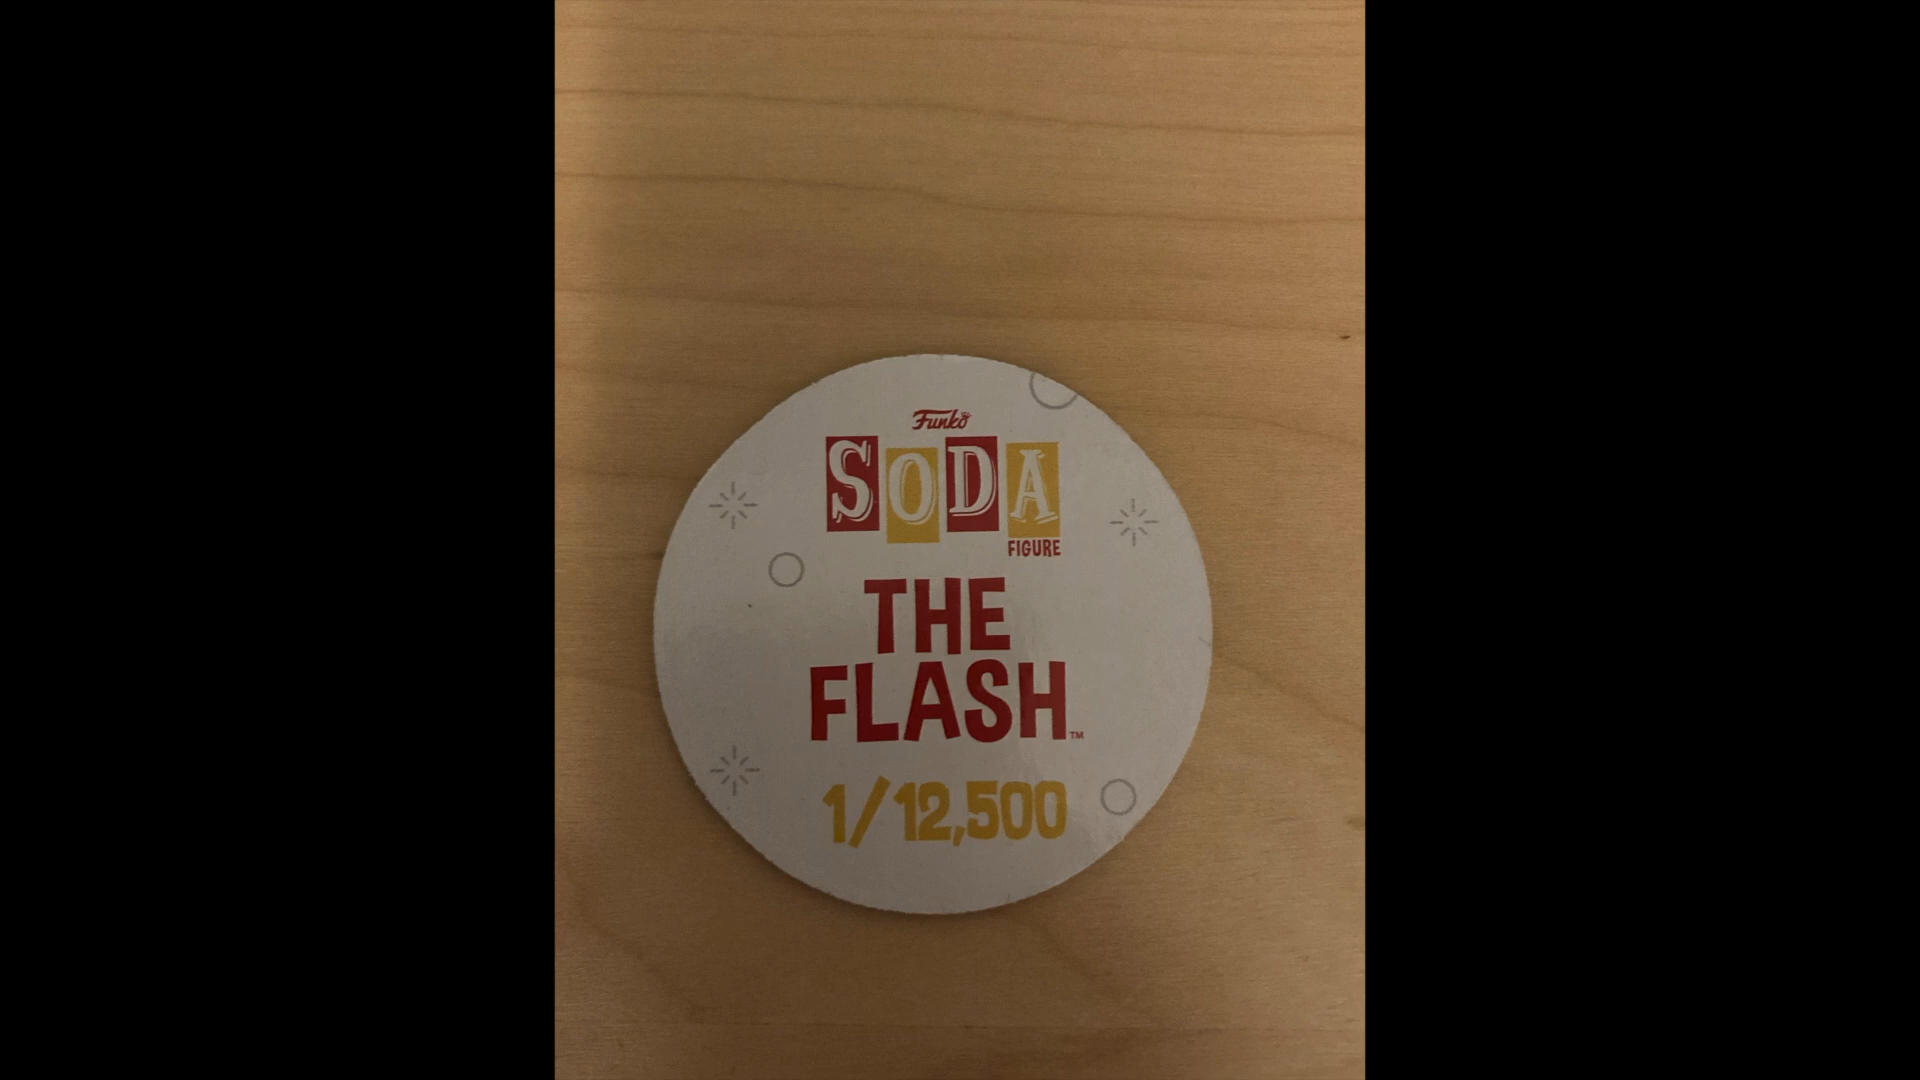 Funko
SODA
FIGURE
THE
FLASH™
1/12,500